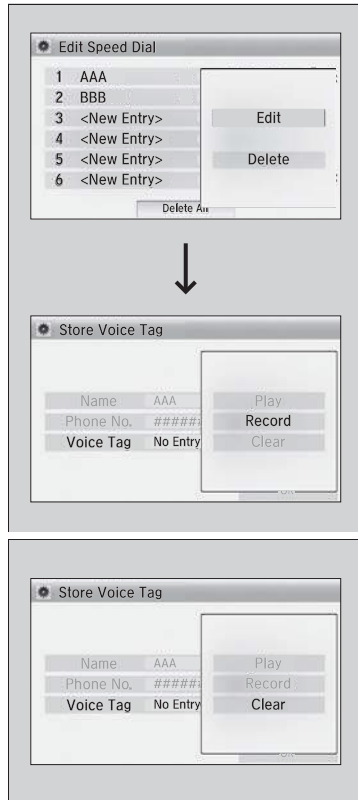 Edit Speed Dial
1 AAA
2 BBB
3 <New Entry>
4 <New Entry>
5 <New Entry>
6 <New Entry>
Edit
Delete
Delete All
Store Voice Tag
Name AAA
Phone No. ######
Voice Tag No Entry
Play
Record
Clear
OK
Store Voice Tag
Name AAA
Phone No. ######
Voice Tag No Entry
Play
Record
Clear
OK